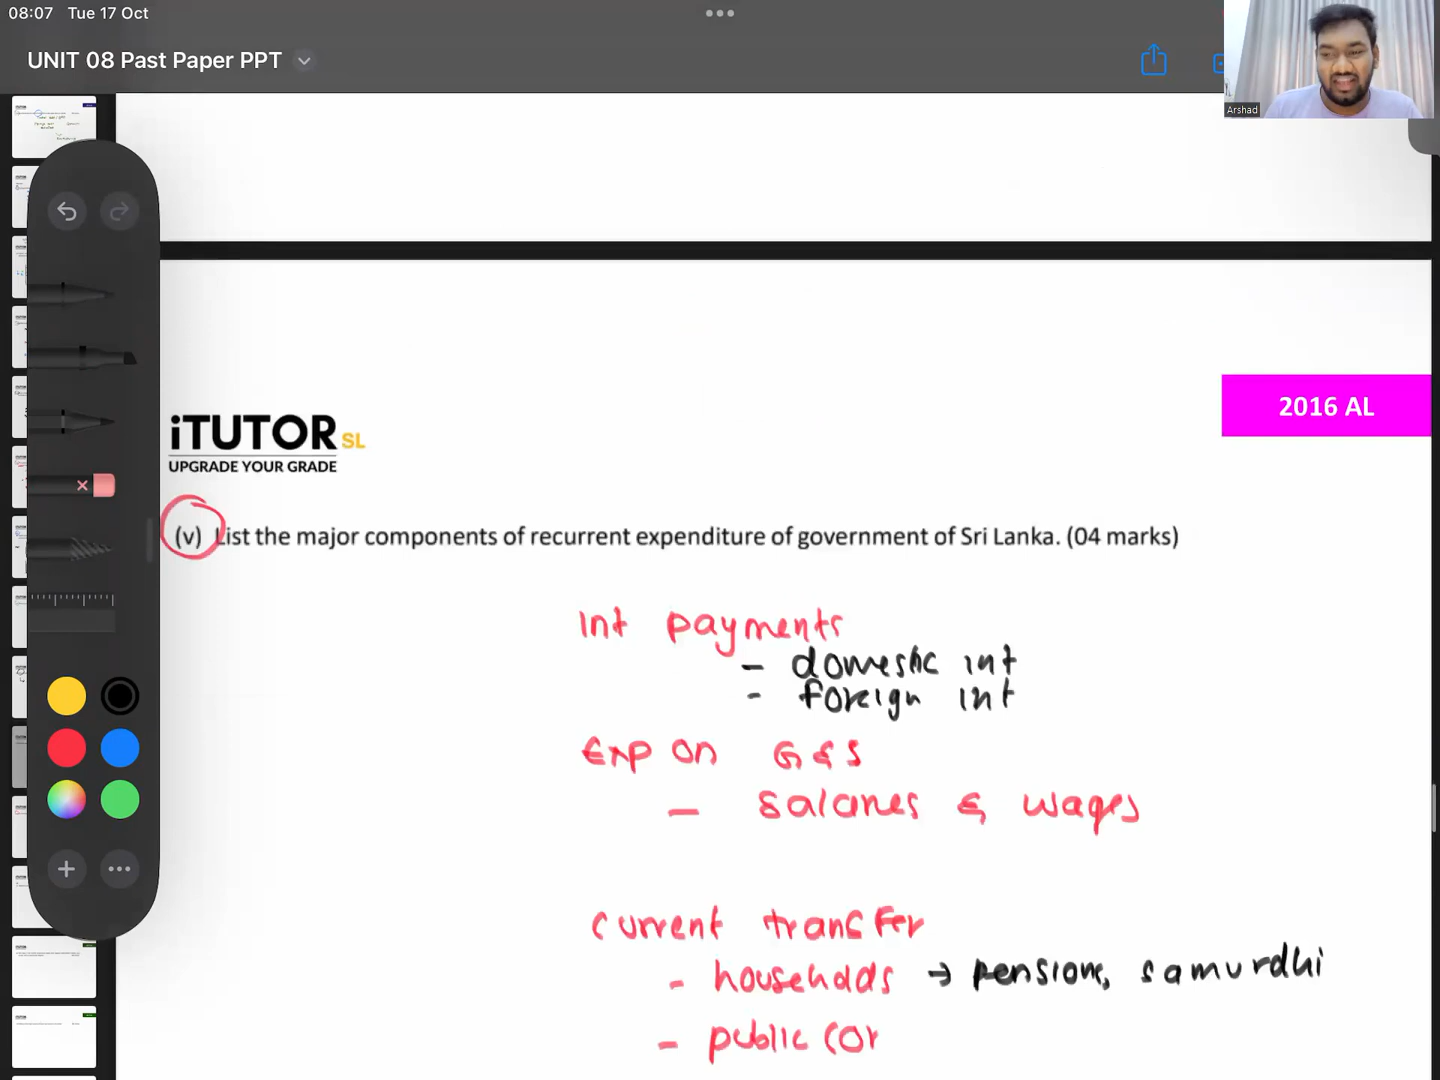 08:07 Tue 17 Oct
UNIT 08 Past Paper PPT
Arshad
2016 AL
iTUTOR SL
UPGRADE YOUR GRADE
(v) List the major components of recurrent expenditure of government of Sri Lanka. (04 marks)
Int payments
- domestic int
- foreign int
Exp on G & S
- Salaries & wages
Current transfer
- households → pensions, samurdhi
- public cor